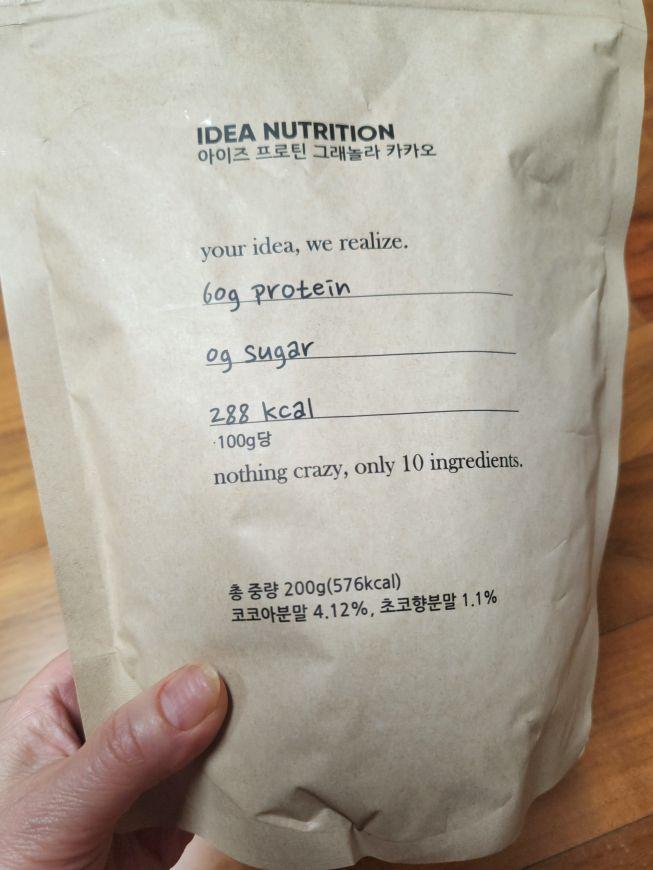 IDEA NUTRITION
아이즈 프로틴 그래놀라 카카오
your idea, we realize.
60g protein
0g sugar
288 kcal
·100g당
nothing crazy, only 10 ingredients.
총 중량 200g(576kcal)
코코아분말 4.12%, 초코향분말 1.1%